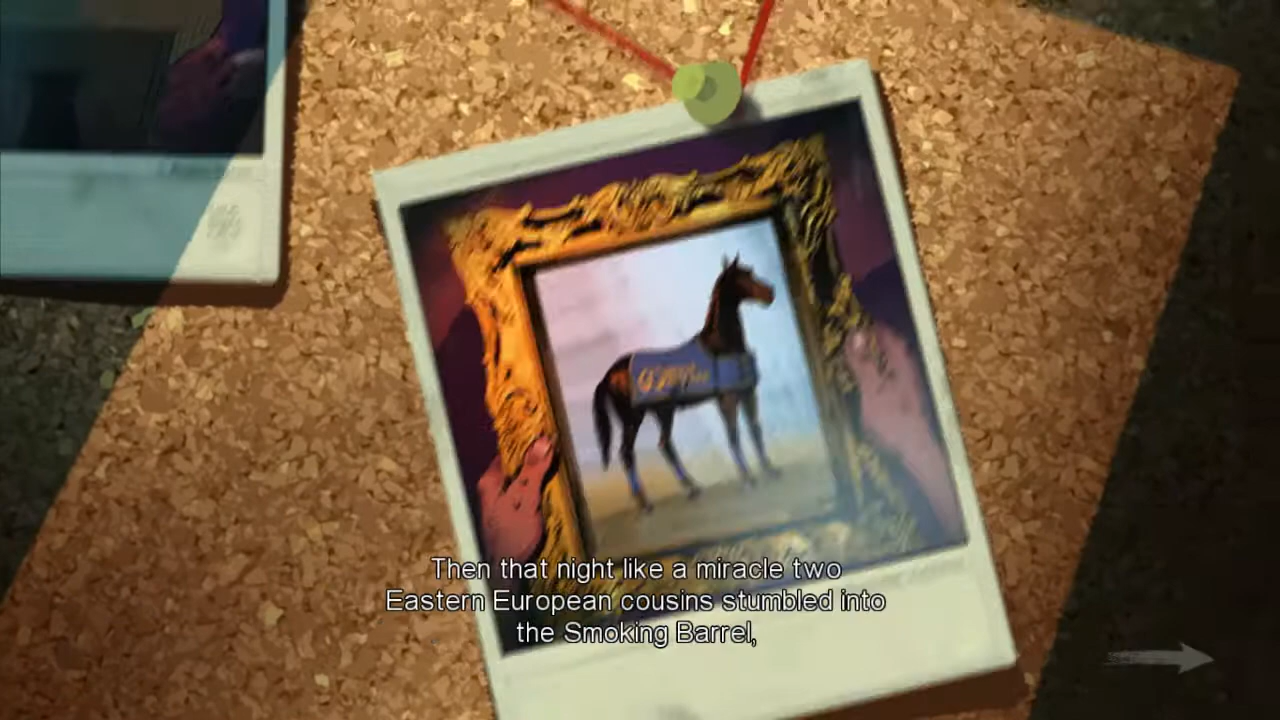 Then that night like a miracle two
Eastern European cousins stumbled into
the Smoking Barrel,